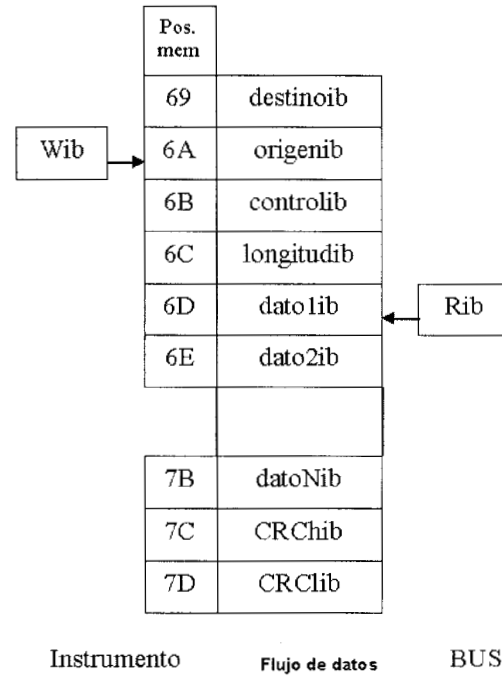 Pos.
mem
69 destinoib
Wib 6A origenib
6B controlib
6C longitudib
6D dato1ib Rib
6E dato2ib
7B datoNib
7C CRChib
7D CRClib
Instrumento Flujo de datos BUS